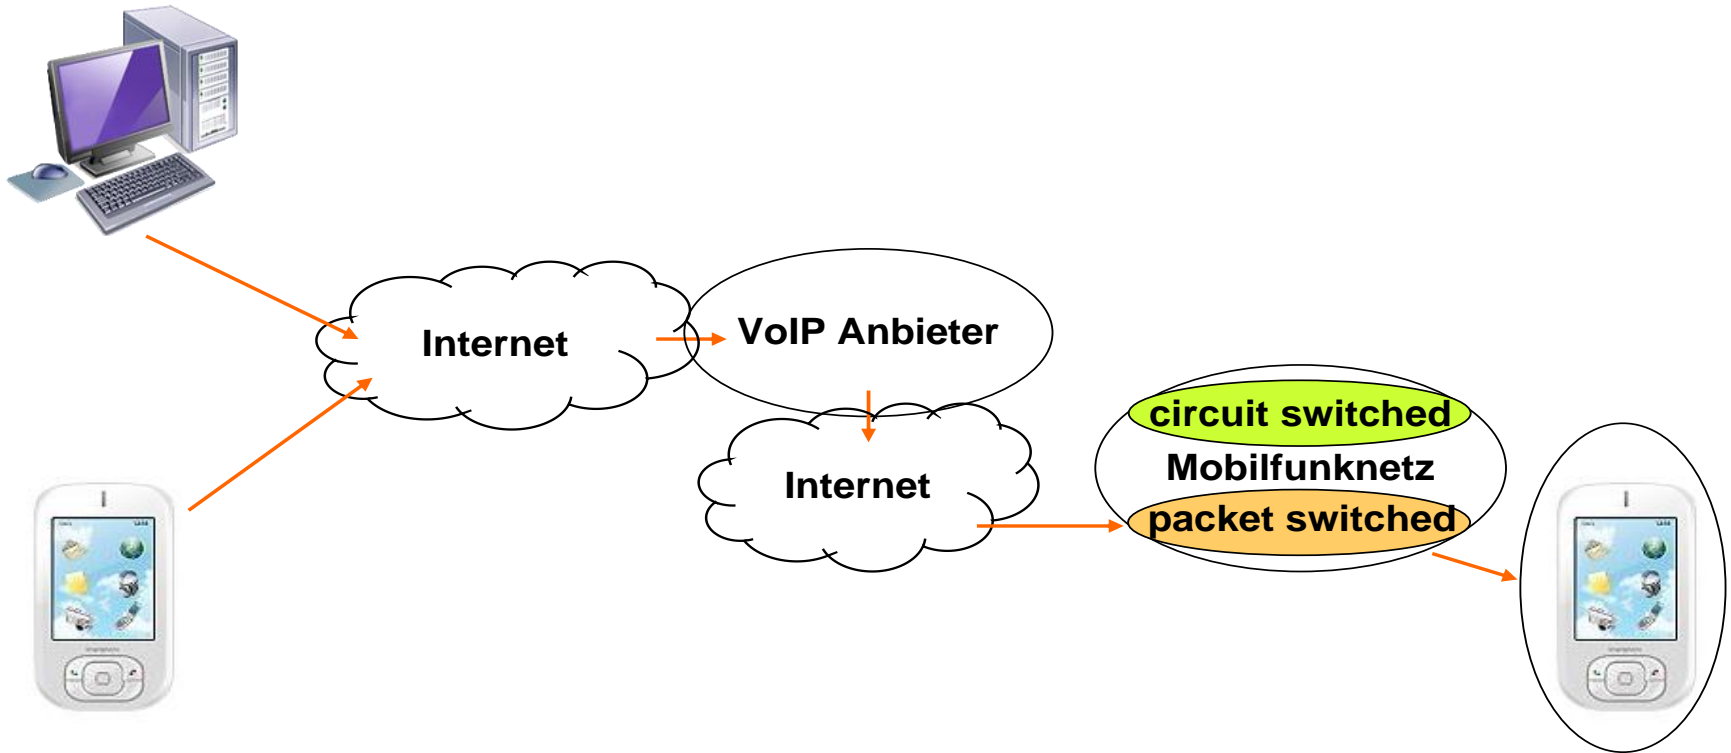 Internet
VoIP Anbieter
Internet
circuit switched
Mobilfunknetz
packet switched